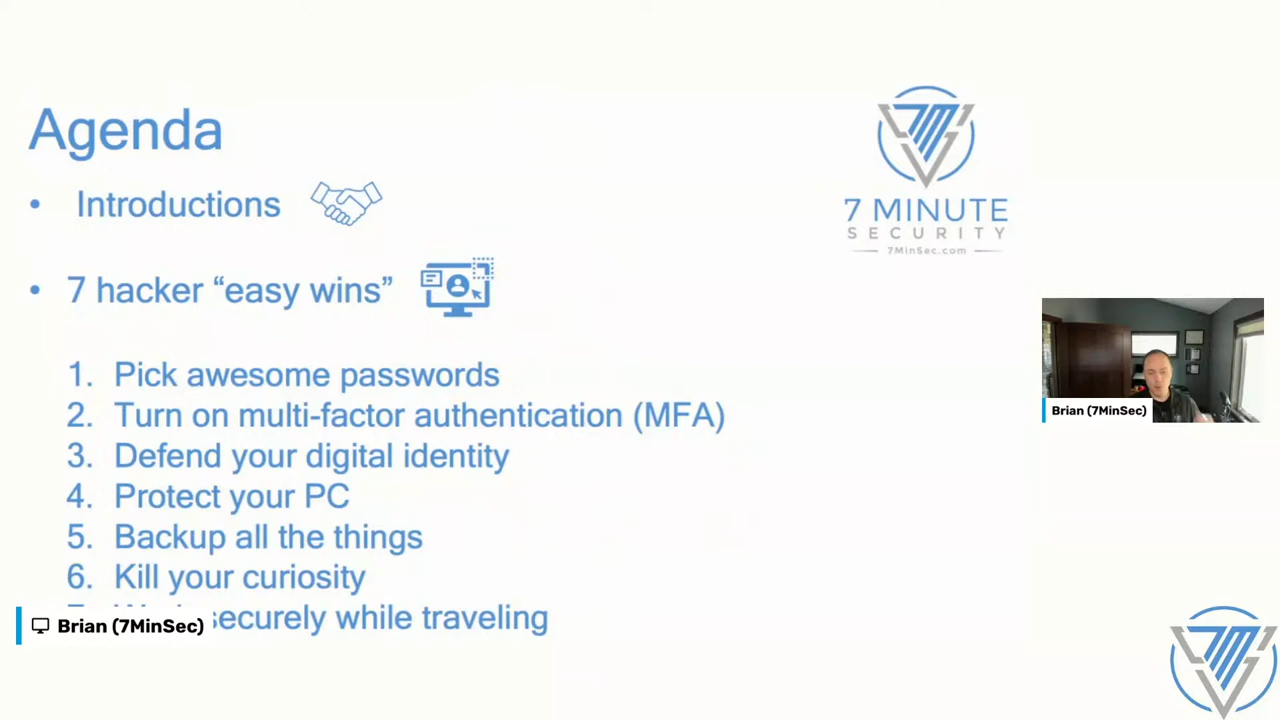 Agenda
• Introductions
• 7 hacker “easy wins”
1. Pick awesome passwords
2. Turn on multi-factor authentication (MFA)
3. Defend your digital identity
4. Protect your PC
5. Backup all the things
6. Kill your curiosity
securely while traveling
Brian (7MinSec)
7 MINUTE
SECURITY
7MinSec.com
Brian (7MinSec)